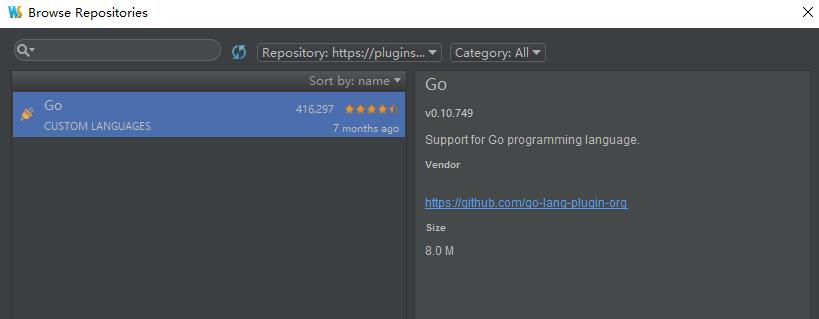 WS Browse Repositories
Repository: https://plugins... Category: All
Sort by: name
Go 416,297
CUSTOM LANGUAGES 7 months ago
Go
v0.10.749
Support for Go programming language.
Vendor
https://github.com/go-lang-plugin-org
Size
8.0 M